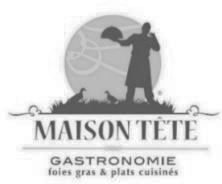 MAISON TÊTE
GASTRONOMIE
foies gras & plats cuisinés